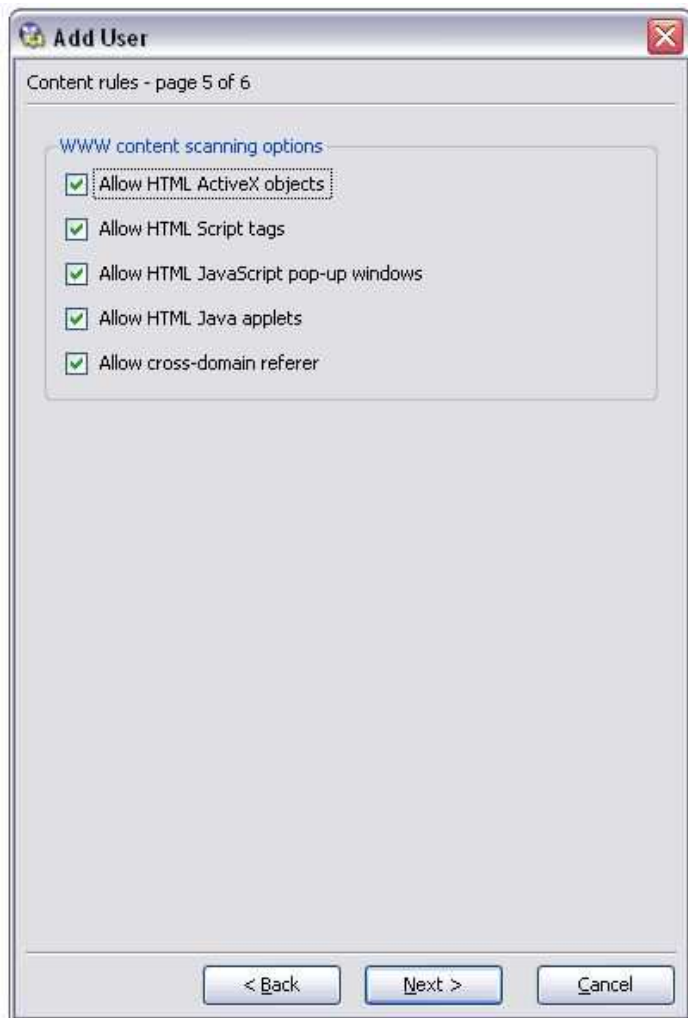 Add User
Content rules - page 5 of 6
WWW content scanning options
Allow HTML ActiveX objects
Allow HTML Script tags
Allow HTML JavaScript pop-up windows
Allow HTML Java applets
Allow cross-domain referer
< Back Next > Cancel